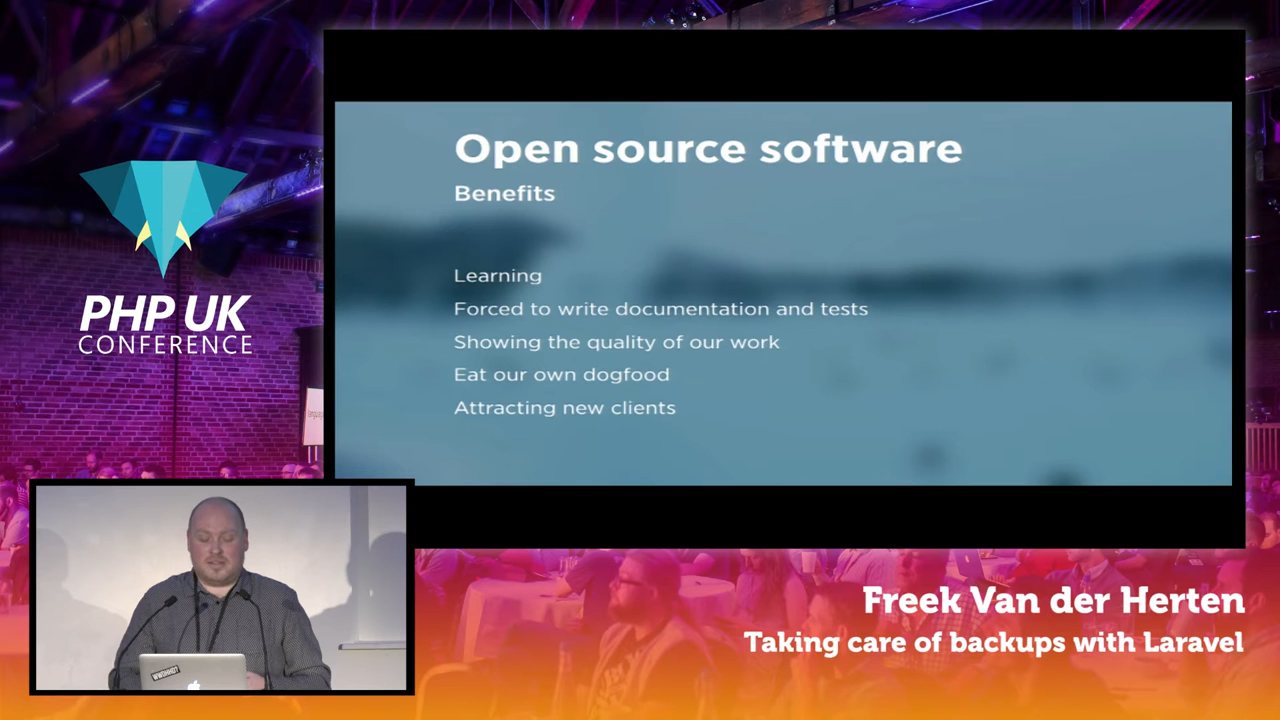 PHP UK
CONFERENCE
Open source software
Benefits
Learning
Forced to write documentation and tests
Showing the quality of our work
Eat our own dogfood
Attracting new clients
Freek Van der Herten
Taking care of backups with Laravel